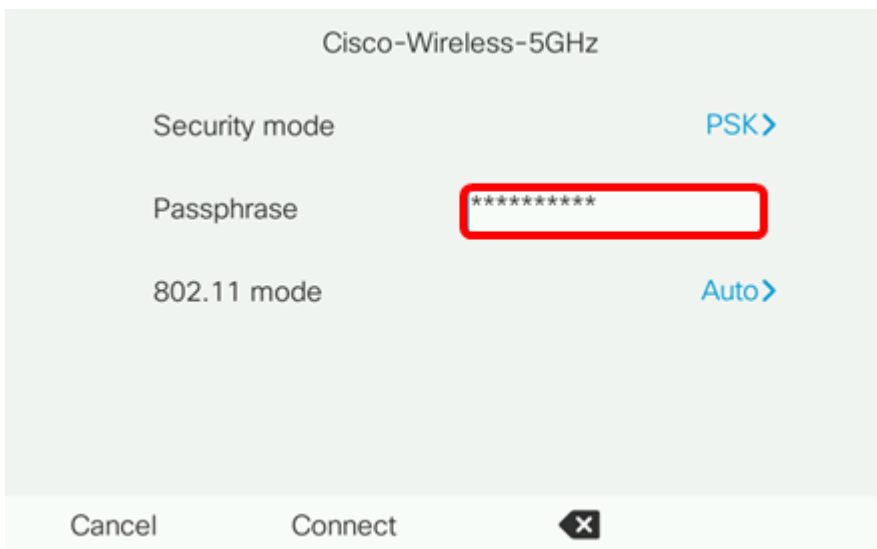 Cisco-Wireless-5GHz
Security mode PSK>
Passphrase **********
802.11 mode Auto>
Cancel Connect